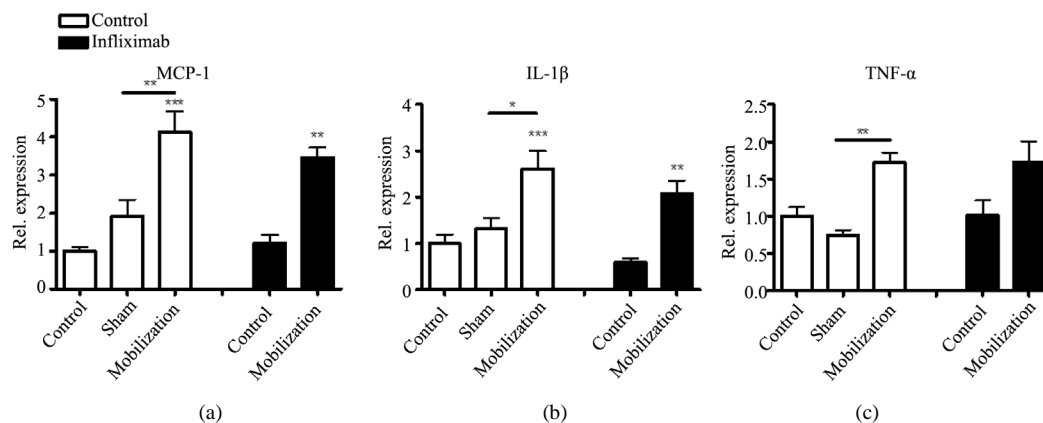 Control
Infliximab
MCP-1
Rel. expression
5
4
3
2
1
0
**
***
**
Control
Sham
Mobilization
Control
Mobilization
(a)
IL-1β
Rel. expression
4
3
2
1
0
*
***
**
Control
Sham
Mobilization
Control
Mobilization
(b)
TNF-α
Rel. expression
2.5
2.0
1.5
1.0
0.5
0.0
**
Control
Sham
Mobilization
Control
Mobilization
(c)